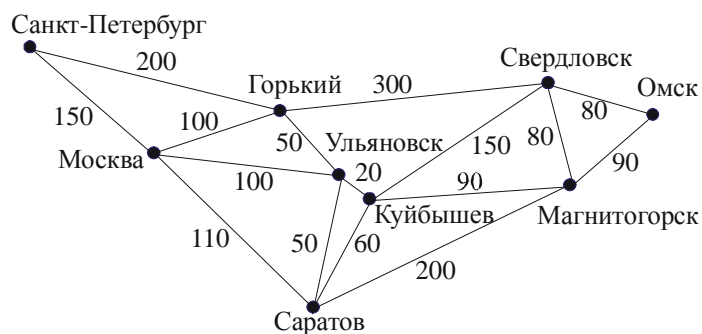 Санкт-Петербург
200
Свердловск
Горький
300
Омск
80
150
100
50
Ульяновск
150
80
Москва
20
90
100
90
Куйбышев
Магнитогорск
110
50
60
200
Саратов